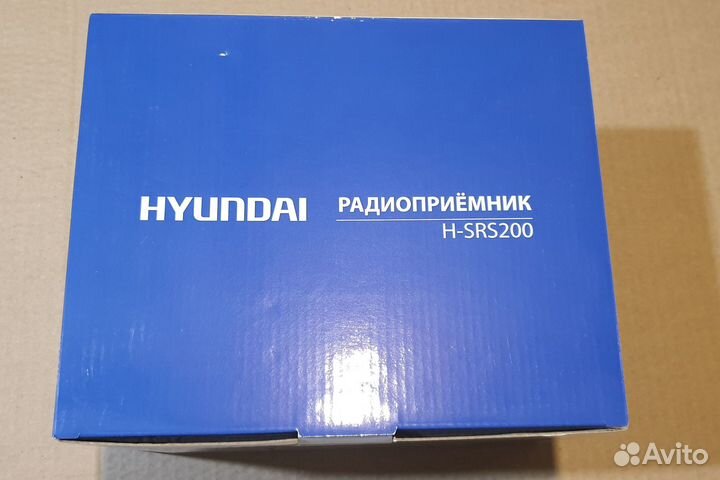 HYUNDAI
РАДИОПРИЁМНИК
H-SRS200
Avito